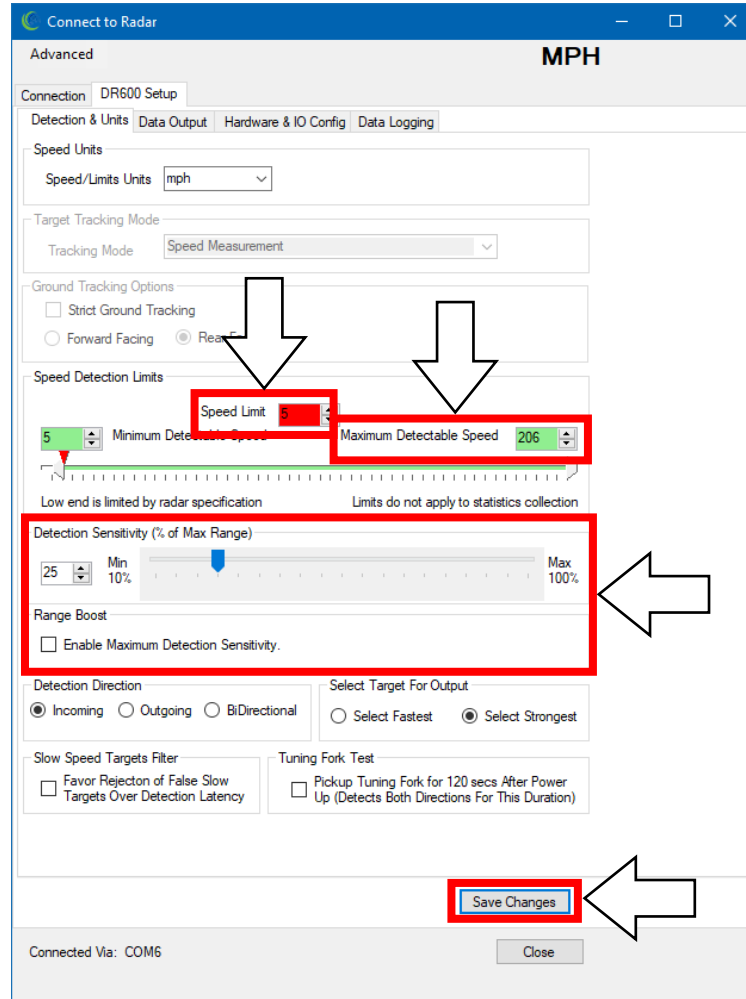 Connect to Radar
Advanced
MPH
Connection DR600 Setup
Detection & Units Data Output Hardware & IO Config Data Logging
Speed Units
Speed/Limits Units mph
Target Tracking Mode
Tracking Mode Speed Measurement
Ground Tracking Options
Strict Ground Tracking
Forward Facing
Speed Detection Limits
Speed Limit 5
5 Minimum Detectable Speed Maximum Detectable Speed 206
Low end is limited by radar specification Limits do not apply to statistics collection
Detection Sensitivity (% of Max Range)
25 Min 10% Max 100%
Range Boost
Enable Maximum Detection Sensitivity.
Detection Direction Select Target For Output
Incoming Outgoing BiDirectional Select Fastest Select Strongest
Slow Speed Targets Filter Tuning Fork Test
Favor Rejecton of False Slow
Targets Over Detection Latency
Pickup Tuning Fork for 120 secs After Power
Up (Detects Both Directions For This Duration)
Save Changes
Connected Via: COM6 Close